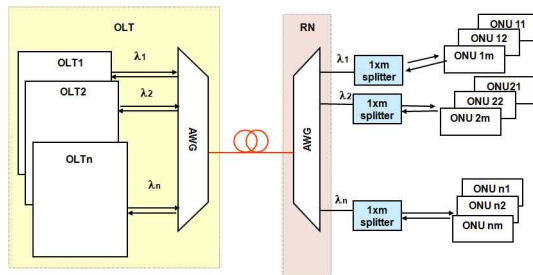 OLT
RN
OLT1
OLT2
OLTn
λ1
λ2
λn
AWG
AWG
λ1
λ2
λn
1xm
splitter
1xm
splitter
1xm
splitter
ONU 11
ONU 12
ONU 1m
ONU21
ONU 22
ONU 2m
ONU n1
ONU n2
ONU nm